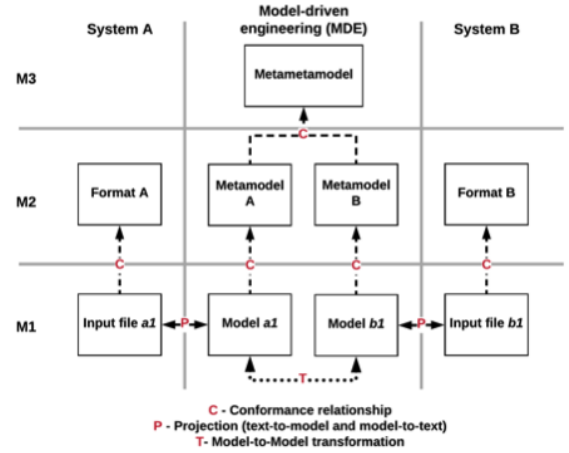 System A
Model-driven
engineering (MDE)
System B
M3
Metametamodel
C
M2
Format A
Metamodel
A
Metamodel
B
Format B
C
C
C
C
M1
Input file a1
P
Model a1
Model b1
P
Input file b1
T
C - Conformance relationship
P - Projection (text-to-model and model-to-text)
T- Model-to-Model transformation